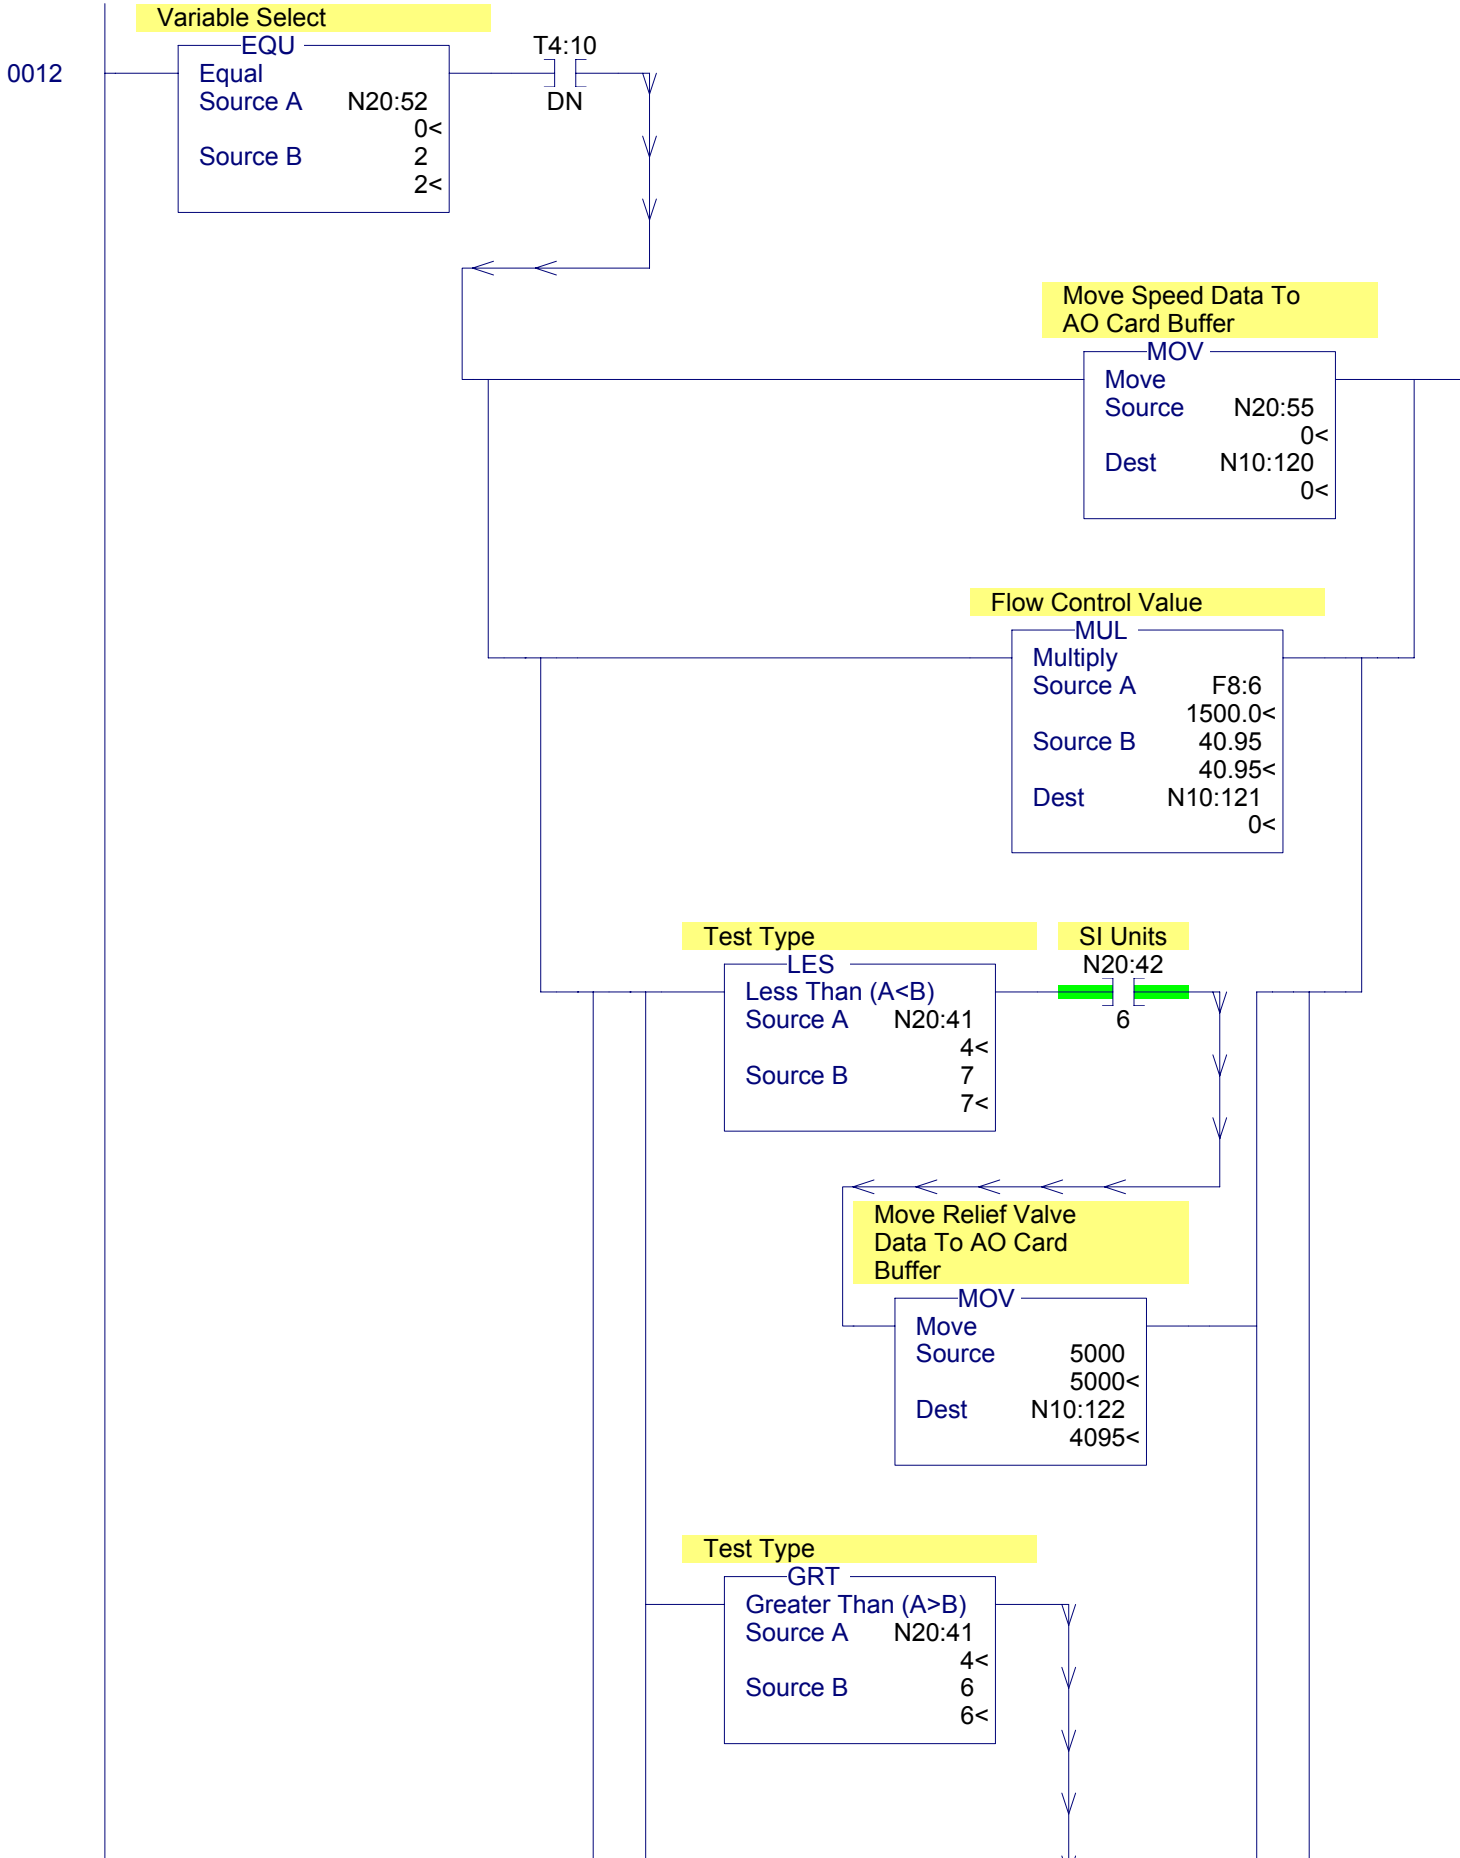 Variable Select
EQU
0012
Equal
Source A N20:52
0<
Source B 2
2<
T4:10
DN
Move Speed Data To
AO Card Buffer
MOV
Move
Source N20:55
0<
Dest N10:120
0<
Flow Control Value
MUL
Multiply
Source A F8:6
1500.0<
Source B 40.95
40.95<
Dest N10:121
0<
Test Type
LES
Less Than (A<B)
Source A N20:41
4<
Source B 7
7<
SI Units
N20:42
6
Move Relief Valve
Data To AO Card
Buffer
MOV
Move
Source 5000
5000<
Dest N10:122
4095<
Test Type
GRT
Greater Than (A>B)
Source A N20:41
4<
Source B 6
6<